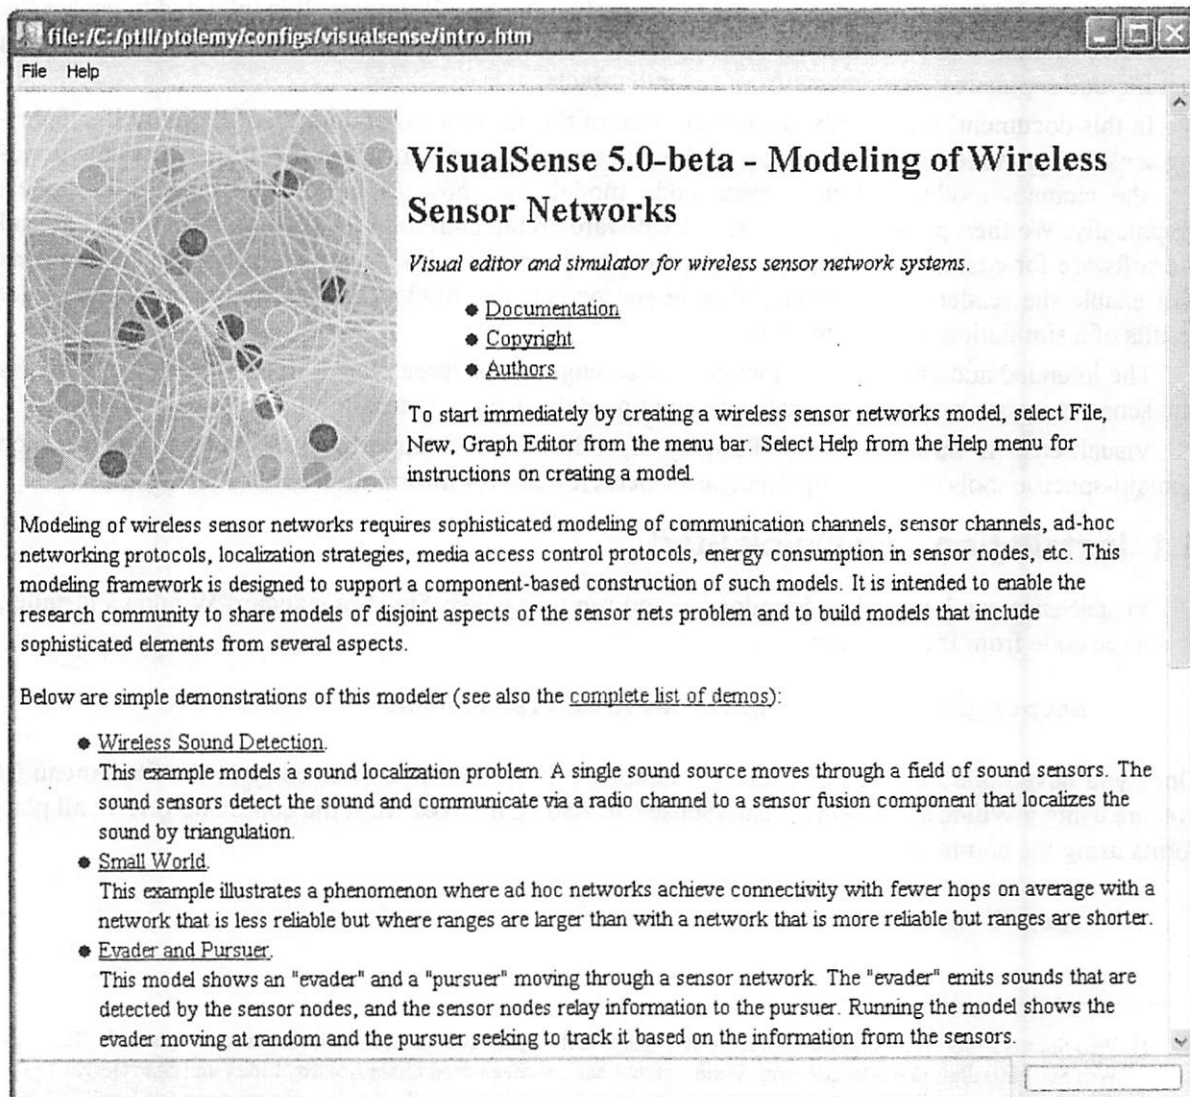 file:/C:/ptII/ptolemy/configs/visualsense/intro.htm
File Help
VisualSense 5.0-beta - Modeling of Wireless
Sensor Networks
Visual editor and simulator for wireless sensor network systems.
● Documentation
● Copyright
● Authors
To start immediately by creating a wireless sensor networks model, select File,
New, Graph Editor from the menu bar. Select Help from the Help menu for
instructions on creating a model.
Modeling of wireless sensor networks requires sophisticated modeling of communication channels, sensor channels, ad-hoc
networking protocols, localization strategies, media access control protocols, energy consumption in sensor nodes, etc. This
modeling framework is designed to support a component-based construction of such models. It is intended to enable the
research community to share models of disjoint aspects of the sensor nets problem and to build models that include
sophisticated elements from several aspects.
Below are simple demonstrations of this modeler (see also the complete list of demos):
● Wireless Sound Detection.
This example models a sound localization problem. A single sound source moves through a field of sound sensors. The
sound sensors detect the sound and communicate via a radio channel to a sensor fusion component that localizes the
sound by triangulation.
● Small World.
This example illustrates a phenomenon where ad hoc networks achieve connectivity with fewer hops on average with a
network that is less reliable but where ranges are larger than with a network that is more reliable but ranges are shorter.
● Evader and Pursuer.
This model shows an "evader" and a "pursuer" moving through a sensor network. The "evader" emits sounds that are
detected by the sensor nodes, and the sensor nodes relay information to the pursuer. Running the model shows the
evader moving at random and the pursuer seeking to track it based on the information from the sensors.